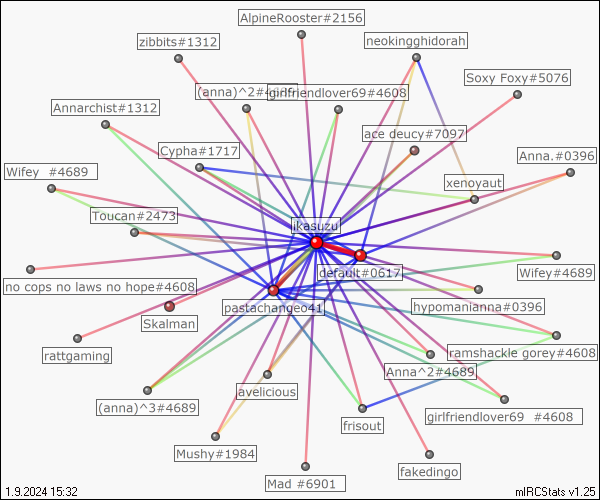 AlpineRooster#2156
zibbits#1312
neokingghidorah
Soxy Foxy#5076
(anna)^2#4
girlfriendlover69#4608
Annarchist#1312
ace deucy#7097
Cypha#1717
Anna.#0396
Wifey #4689
xenoyaut
Toucan#2473
ikasuzu
Wifey#4689
default#0617
no cops no laws no hope#4608
pastachangeo41
hypomanianna#0396
Skalman
rattgaming
ramshackle gorey#4608
Anna^2#4689
avelicious
(anna)^3#4689
girlfriendlover69 #4608
frisout
Mushy#1984
fakedingo
Mad #6901
1.9.2024 15:32
mIRCStats v1.25